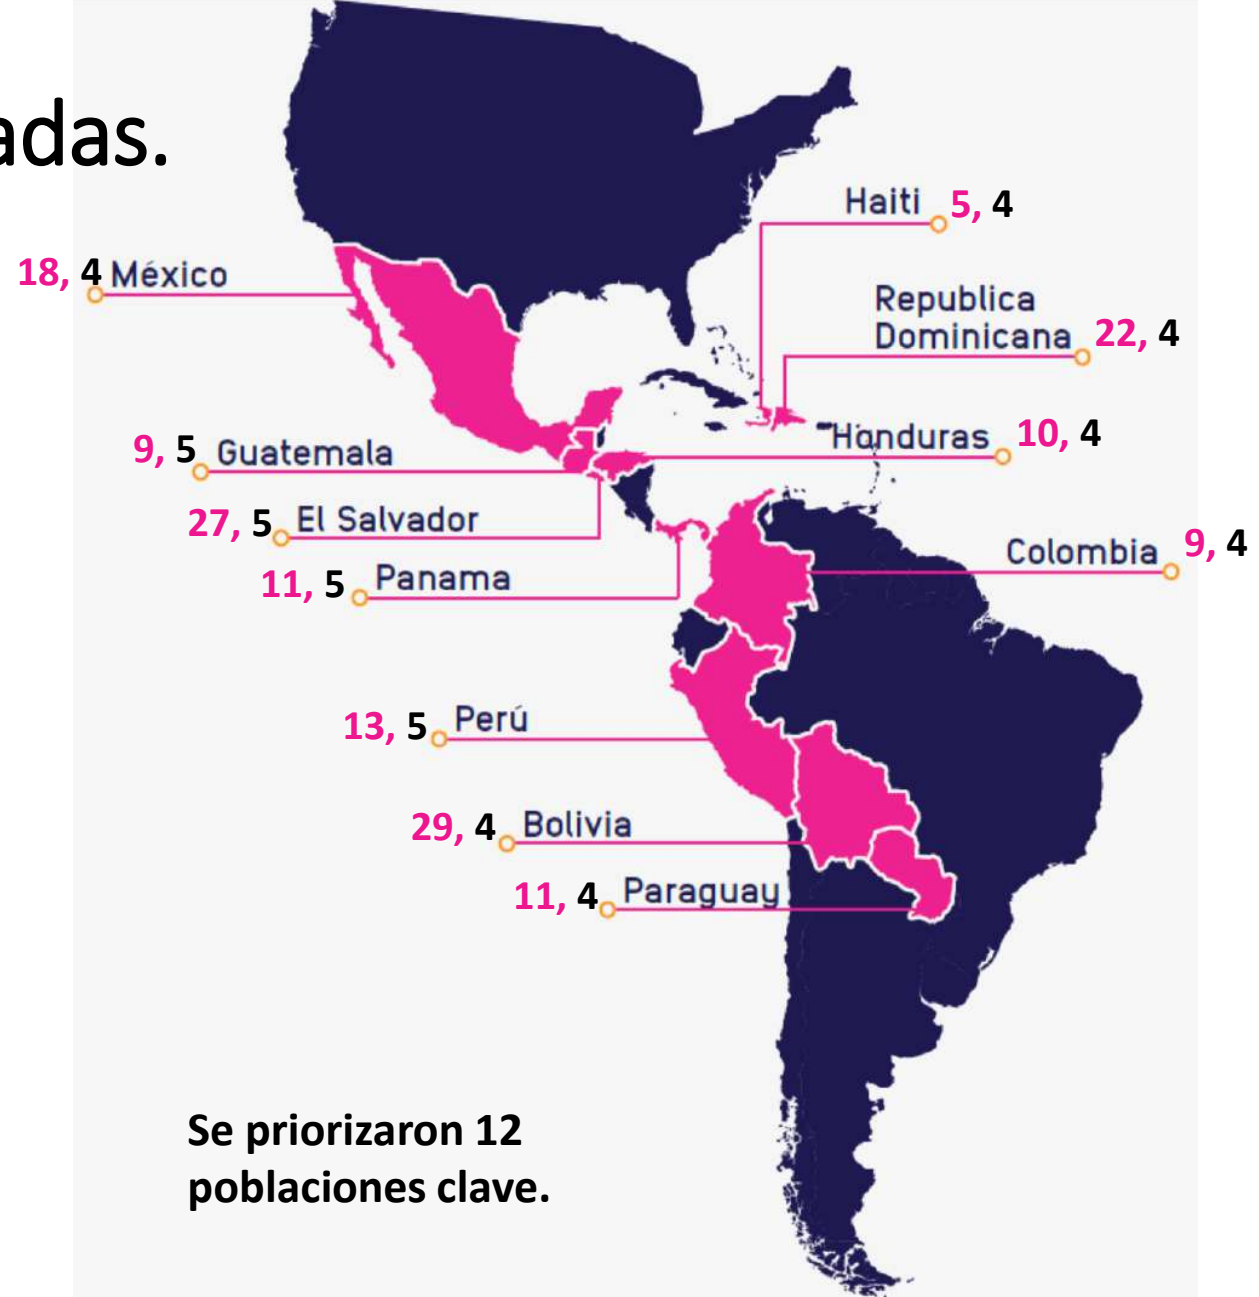 adas.
Haiti 5, 4
18, 4 México
Republica
Dominicana 22, 4
Honduras 10, 4
9, 5 Guatemala
27, 5 El Salvador
Colombia 9, 4
11, 5 Panama
13, 5 Perú
29, 4 Bolivia
11, 4 Paraguay
Se priorizaron 12
poblaciones clave.